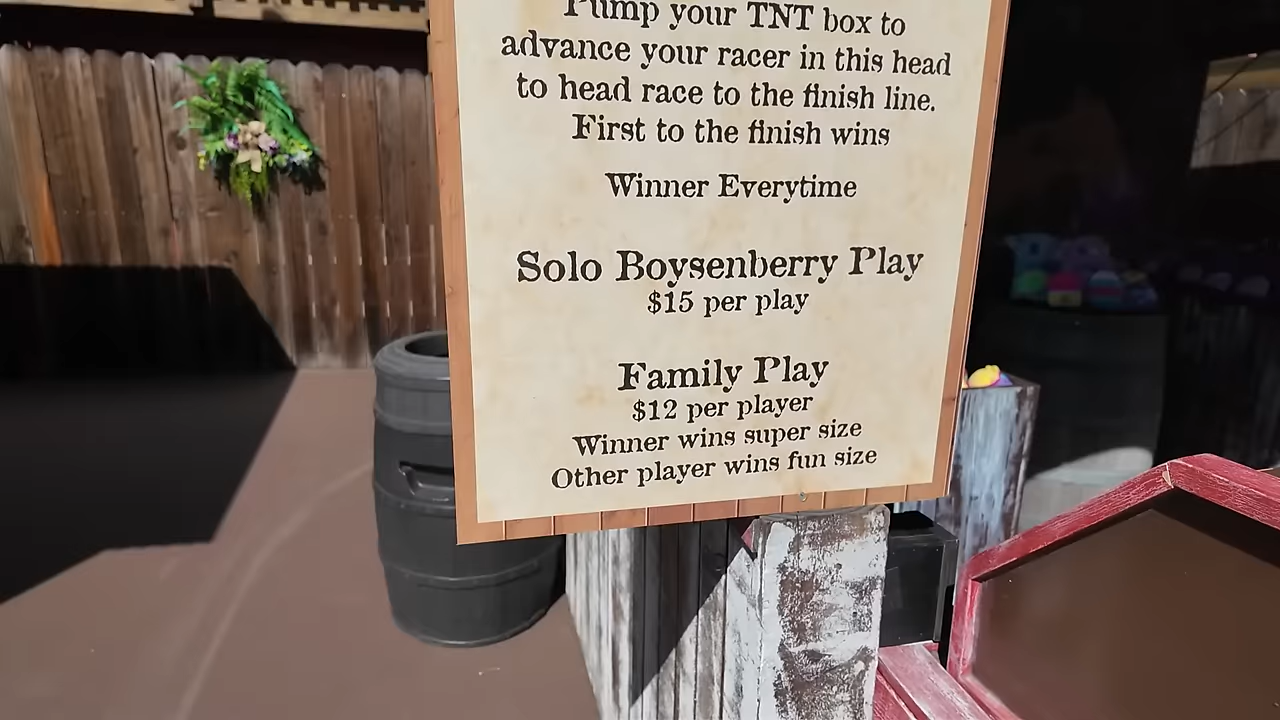 Pump your TNT box to
advance your racer in this head
to head race to the finish line.
First to the finish wins
Winner Everytime
Solo Boysenberry Play
$15 per play
Family Play
$12 per player
Winner wins super size
Other player wins fun size